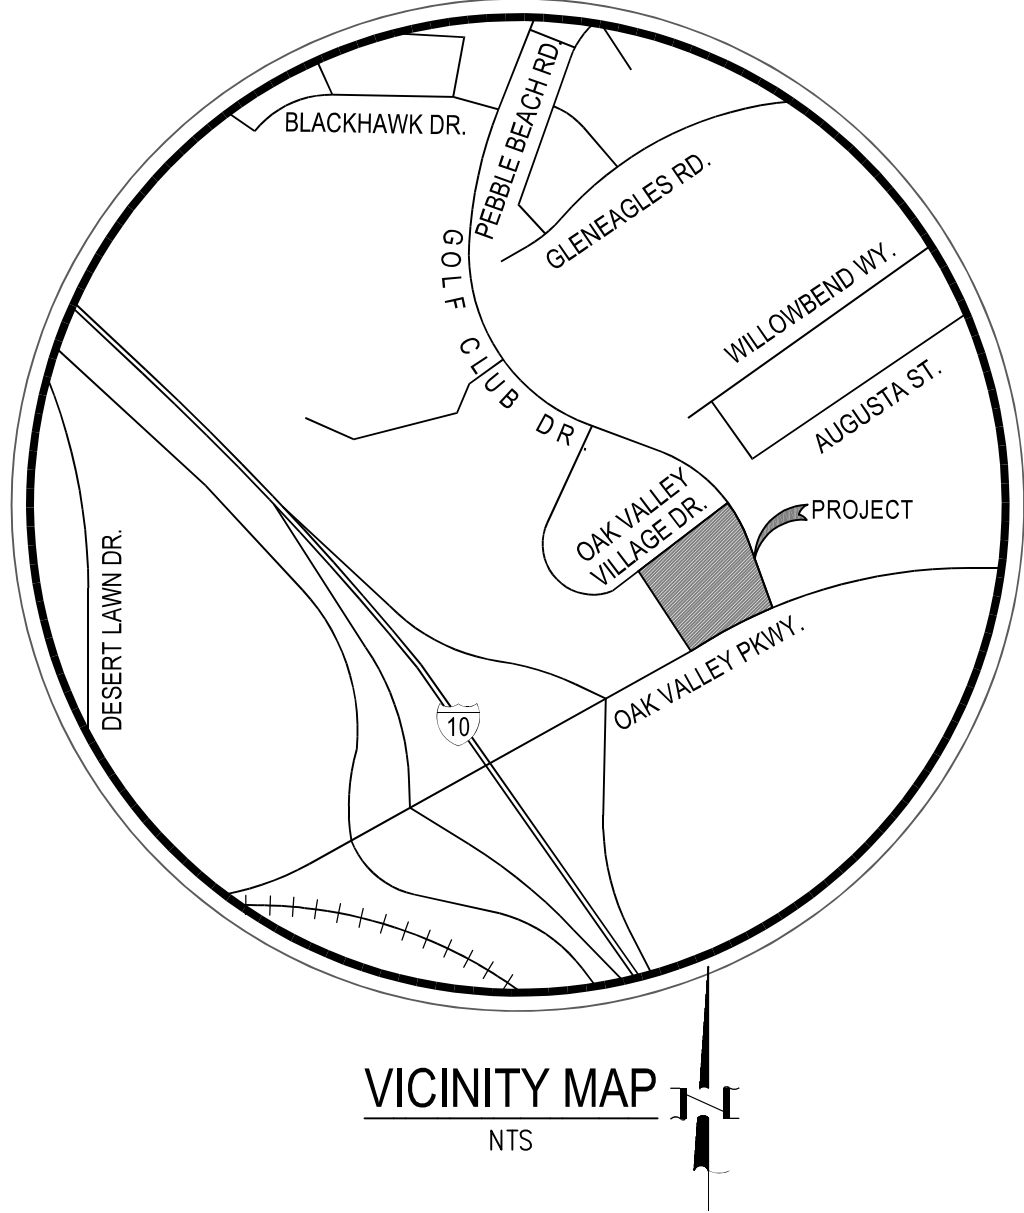 BLACKHAWK DR.
PEBBLE BEACH RD.
GLENEAGLES RD.
GOLF CLUB DR.
WILLOWBEND WY.
AUGUSTA ST.
OAK VALLEY
VILLAGE DR.
PROJECT
DESERT LAWN DR.
OAK VALLEY PKWY.
10
VICINITY MAP
NTS
N